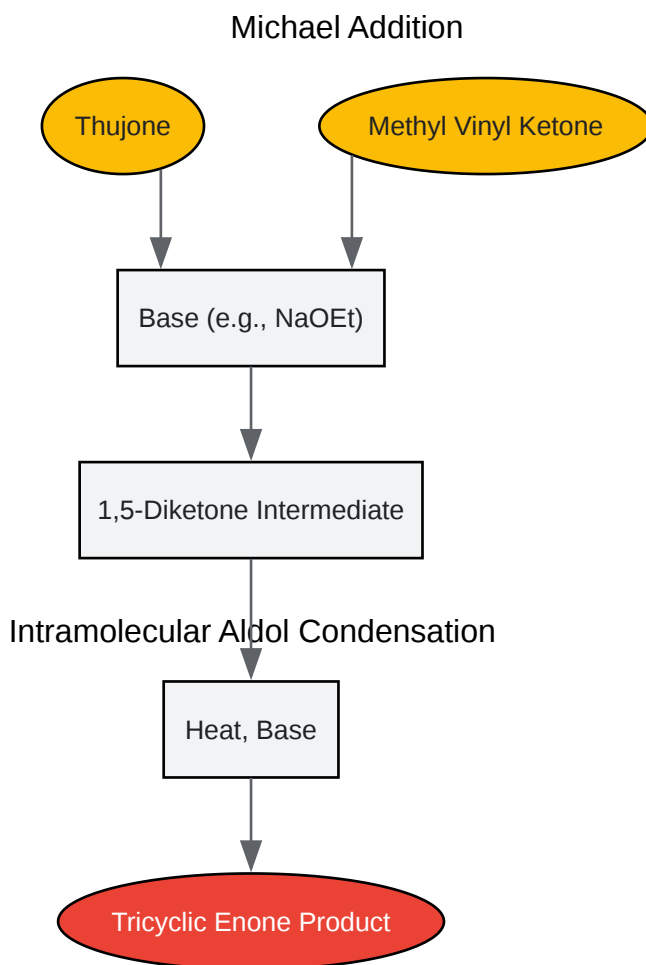 Michael Addition
Thujone
Methyl Vinyl Ketone
Base (e.g., NaOEt)
1,5-Diketone Intermediate
Intramolecular Aldol Condensation
Heat, Base
Tricyclic Enone Product